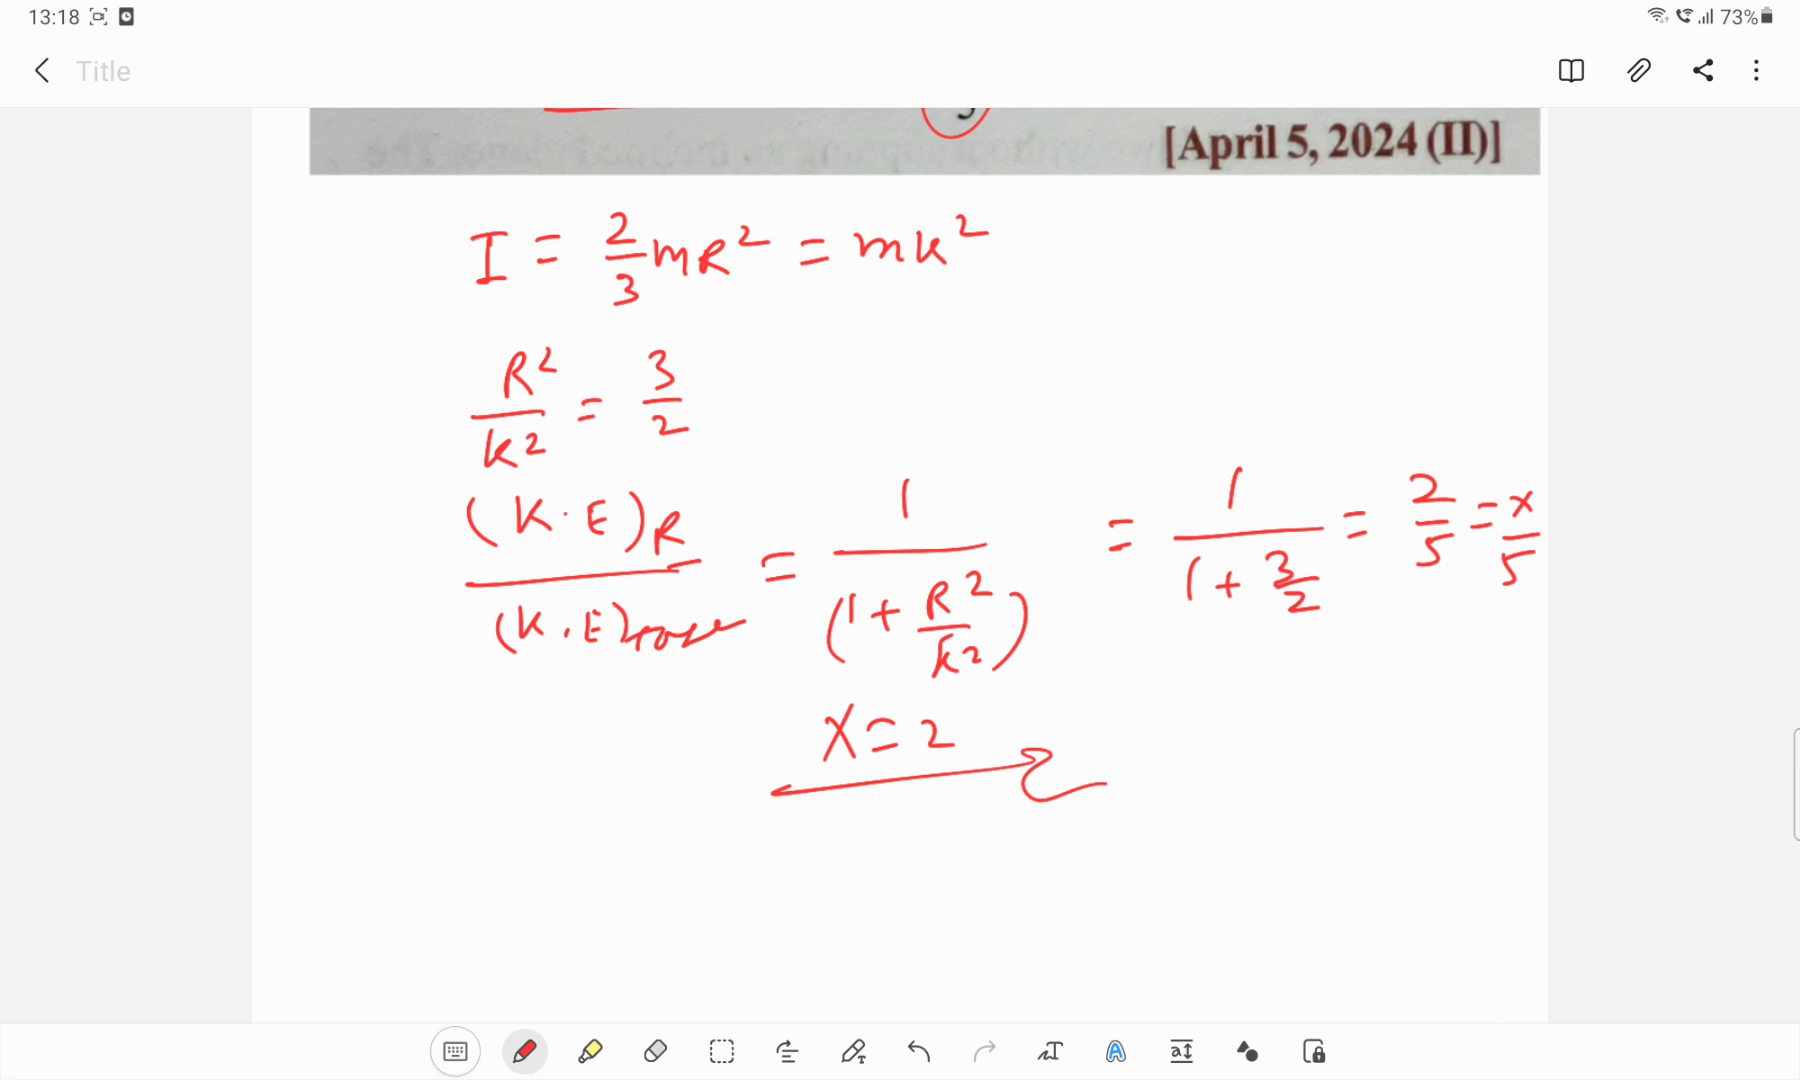 13:18 73%
Title
[April 5, 2024 (II)]
I = 2/3 mR² = mk²
R²/k² = 3/2
(K.E)R / (K.E) = 1/(1 + R²/k²) = 1/(1 + 3/2) = 2/5 = x/5
x = 2